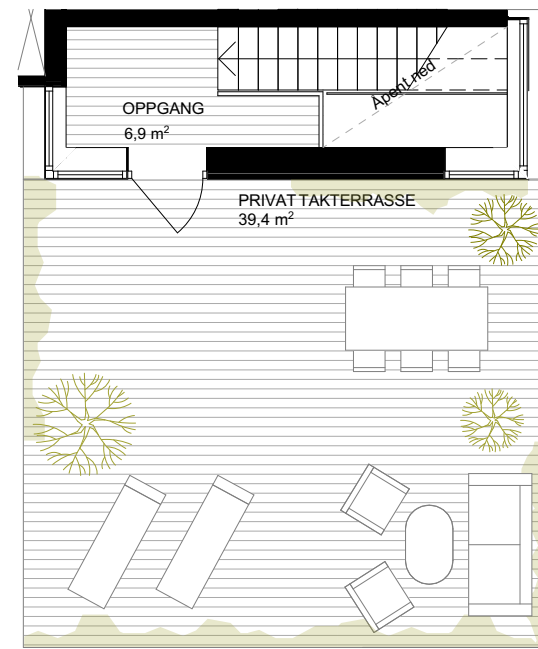 Åpent ned
OPPGANG
6,9 m²
PRIVAT TAKTERRASSE
39,4 m²